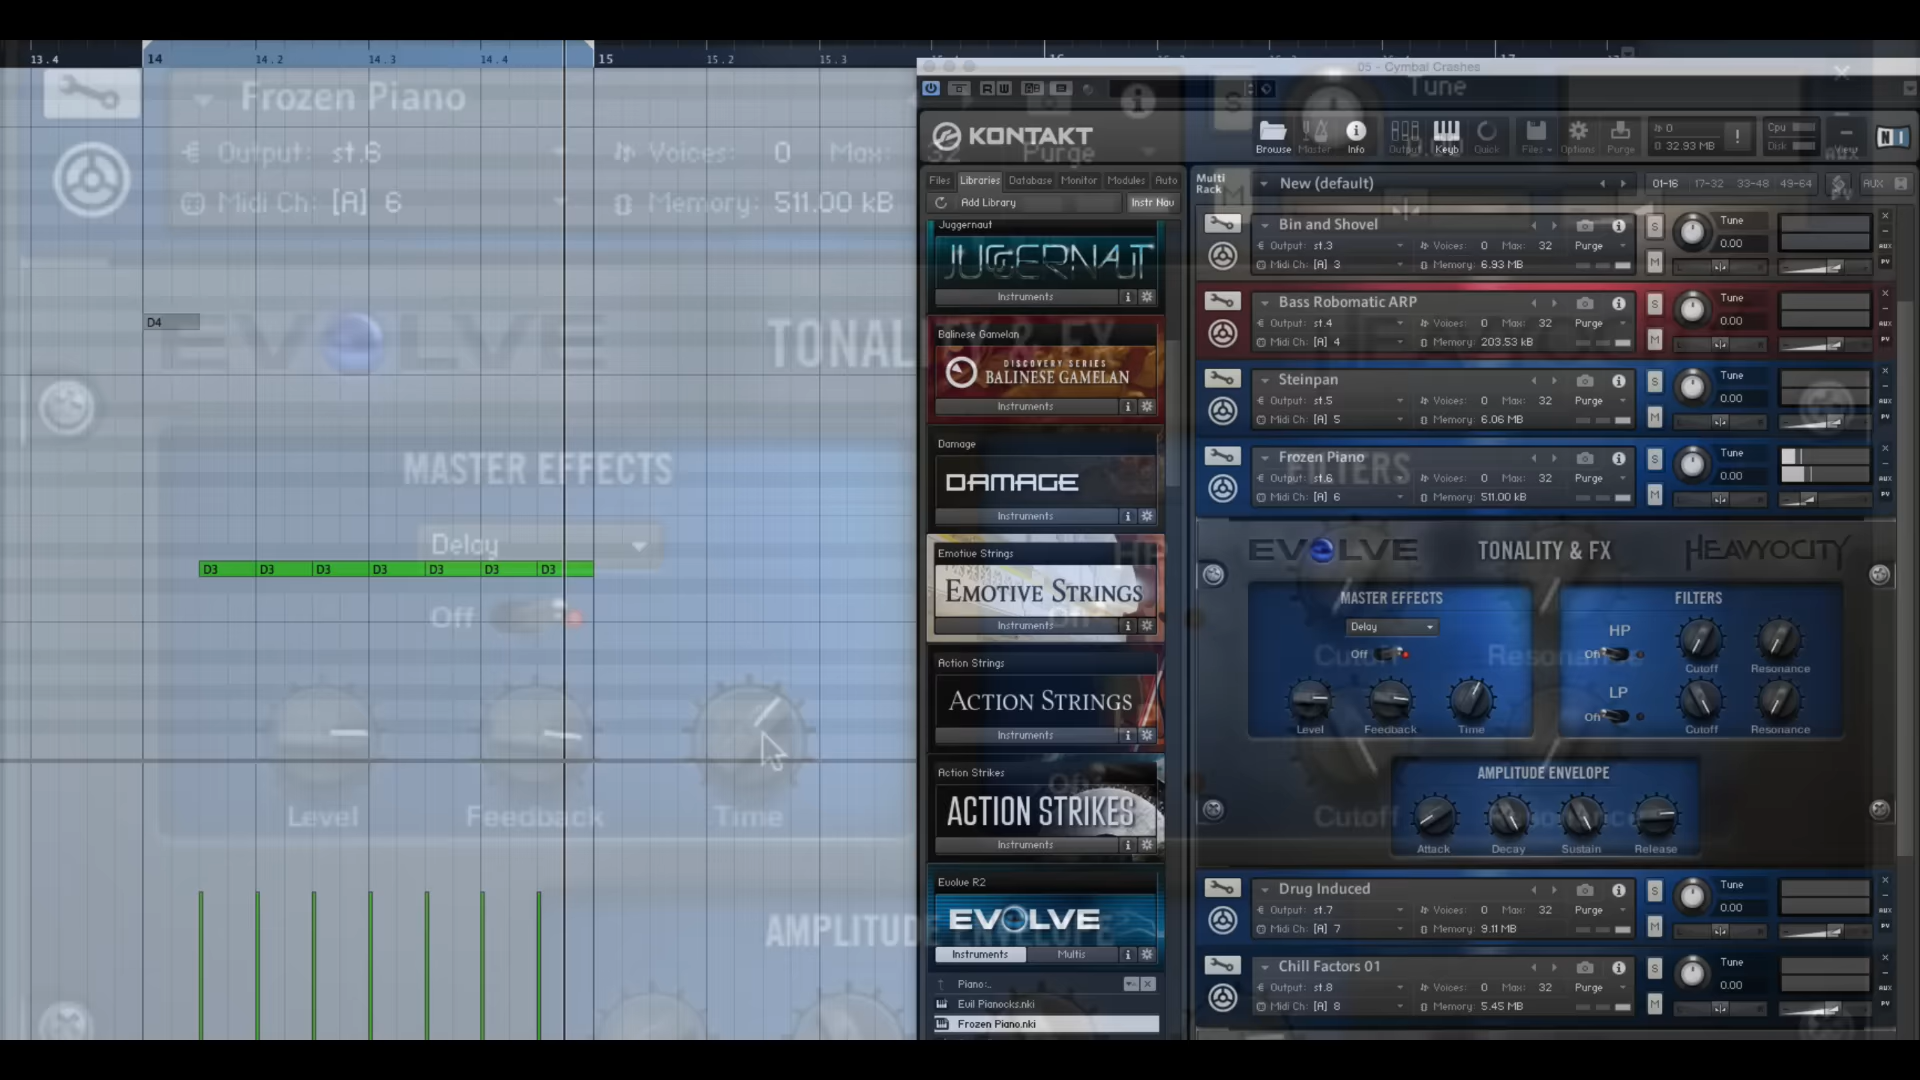 13.4 14 14.2 14.3 14.4 15 15.2 15.3 16 17
Frozen Piano
Output: st.6 Voices: 0 Max: 32 Purge
Midi Ch: [A] 6 Memory: 511.00 kB
D4
EVOLVE TONALITY & FX
MASTER EFFECTS
Delay
D3 D3 D3 D3 D3 D3 D3
Off
Level Feedback Time
AMPLITUDE ENVELOPE
05 - Cymbal Crashes
Tune
KONTAKT
Browse Master Info Output Keyb Quick Files Options Purge View
0
32.93 MB
!
Cpu
Disk
NI
Files Libraries Database Monitor Modules Auto
Add Library Instr Nav
Juggernaut
JUGGERNAUT
Instruments
Balinese Gamelan
DISCOVERY SERIES
BALINESE GAMELAN
Instruments
Damage
DAMAGE
Instruments
Emotive Strings
EMOTIVE STRINGS
Instruments
Action Strings
ACTION STRINGS
Instruments
Action Strikes
ACTION STRIKES
Instruments
Evolve R2
EVOLVE
Instruments Multis
Piano
Evil Pianocks.nki
Frozen Piano.nki
Multi
Rack
New (default) 01-16 17-32 33-48 49-64 AUX
Bin and Shovel S Tune
Output: st.3 Voices: 0 Max: 32 Purge 0.00
Midi Ch: [A] 3 Memory: 6.93 MB M
Bass Robomatic ARP S Tune
Output: st.4 Voices: 0 Max: 32 Purge 0.00
Midi Ch: [A] 4 Memory: 203.53 kB M
Steinpan S Tune
Output: st.5 Voices: 0 Max: 32 Purge 0.00
Midi Ch: [A] 5 Memory: 6.06 MB M
Frozen Piano S Tune
Output: st.6 Voices: 0 Max: 32 Purge 0.00
Midi Ch: [A] 6 Memory: 511.00 kB M
EVOLVE TONALITY & FX HEAVYOCITY
MASTER EFFECTS
Delay
Off
Level Feedback Time
FILTERS
HP
Off
Cutoff Resonance
LP
Off
Cutoff Resonance
AMPLITUDE ENVELOPE
Attack Decay Sustain Release
Drug Induced S Tune
Output: st.7 Voices: 0 Max: 32 Purge 0.00
Midi Ch: [A] 7 Memory: 9.11 MB M
Chill Factors 01 S Tune
Output: st.8 Voices: 0 Max: 32 Purge 0.00
Midi Ch: [A] 8 Memory: 5.45 MB M